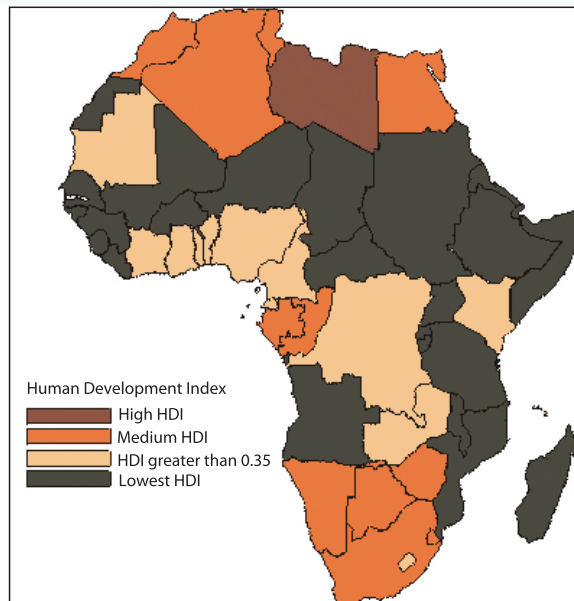 Human Development Index
High HDI
Medium HDI
HDI greater than 0.35
Lowest HDI